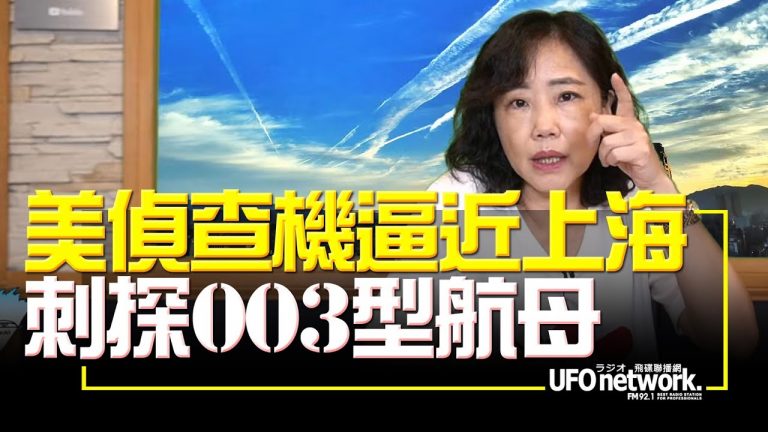 YouTube
美偵查機逼近上海
刺探003型航母
ラジオ 飛碟聯播網
UFO network.
FM92.1 BEST RADIO STATION
FOR PROFESSIONALS